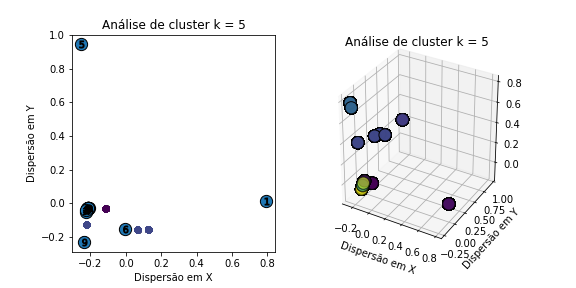 Análise de cluster k = 5
1.0
0.8
0.6
0.4
0.2
0.0
−0.2
−0.2 0.0 0.2 0.4 0.6 0.8
Dispersão em X
Dispersão em Y
5
1
6
9
Análise de cluster k = 5
0.8
0.6
0.4
0.2
0.0
1.00
0.75
0.50
0.25
0.00
−0.25
−0.2 0.0 0.2 0.4 0.6 0.8
Dispersão em X
Dispersão em Y